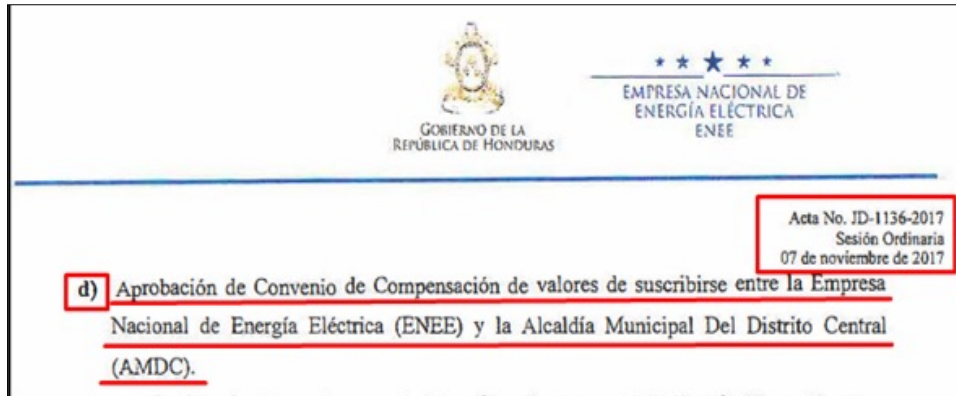 GOBIERNO DE LA
REPÚBLICA DE HONDURAS
EMPRESA NACIONAL DE
ENERGÍA ELÉCTRICA
ENEE
Acta No. JD-1136-2017
Sesión Ordinaria
07 de noviembre de 2017
d) Aprobación de Convenio de Compensación de valores de suscribirse entre la Empresa
Nacional de Energía Eléctrica (ENEE) y la Alcaldía Municipal Del Distrito Central
(AMDC).